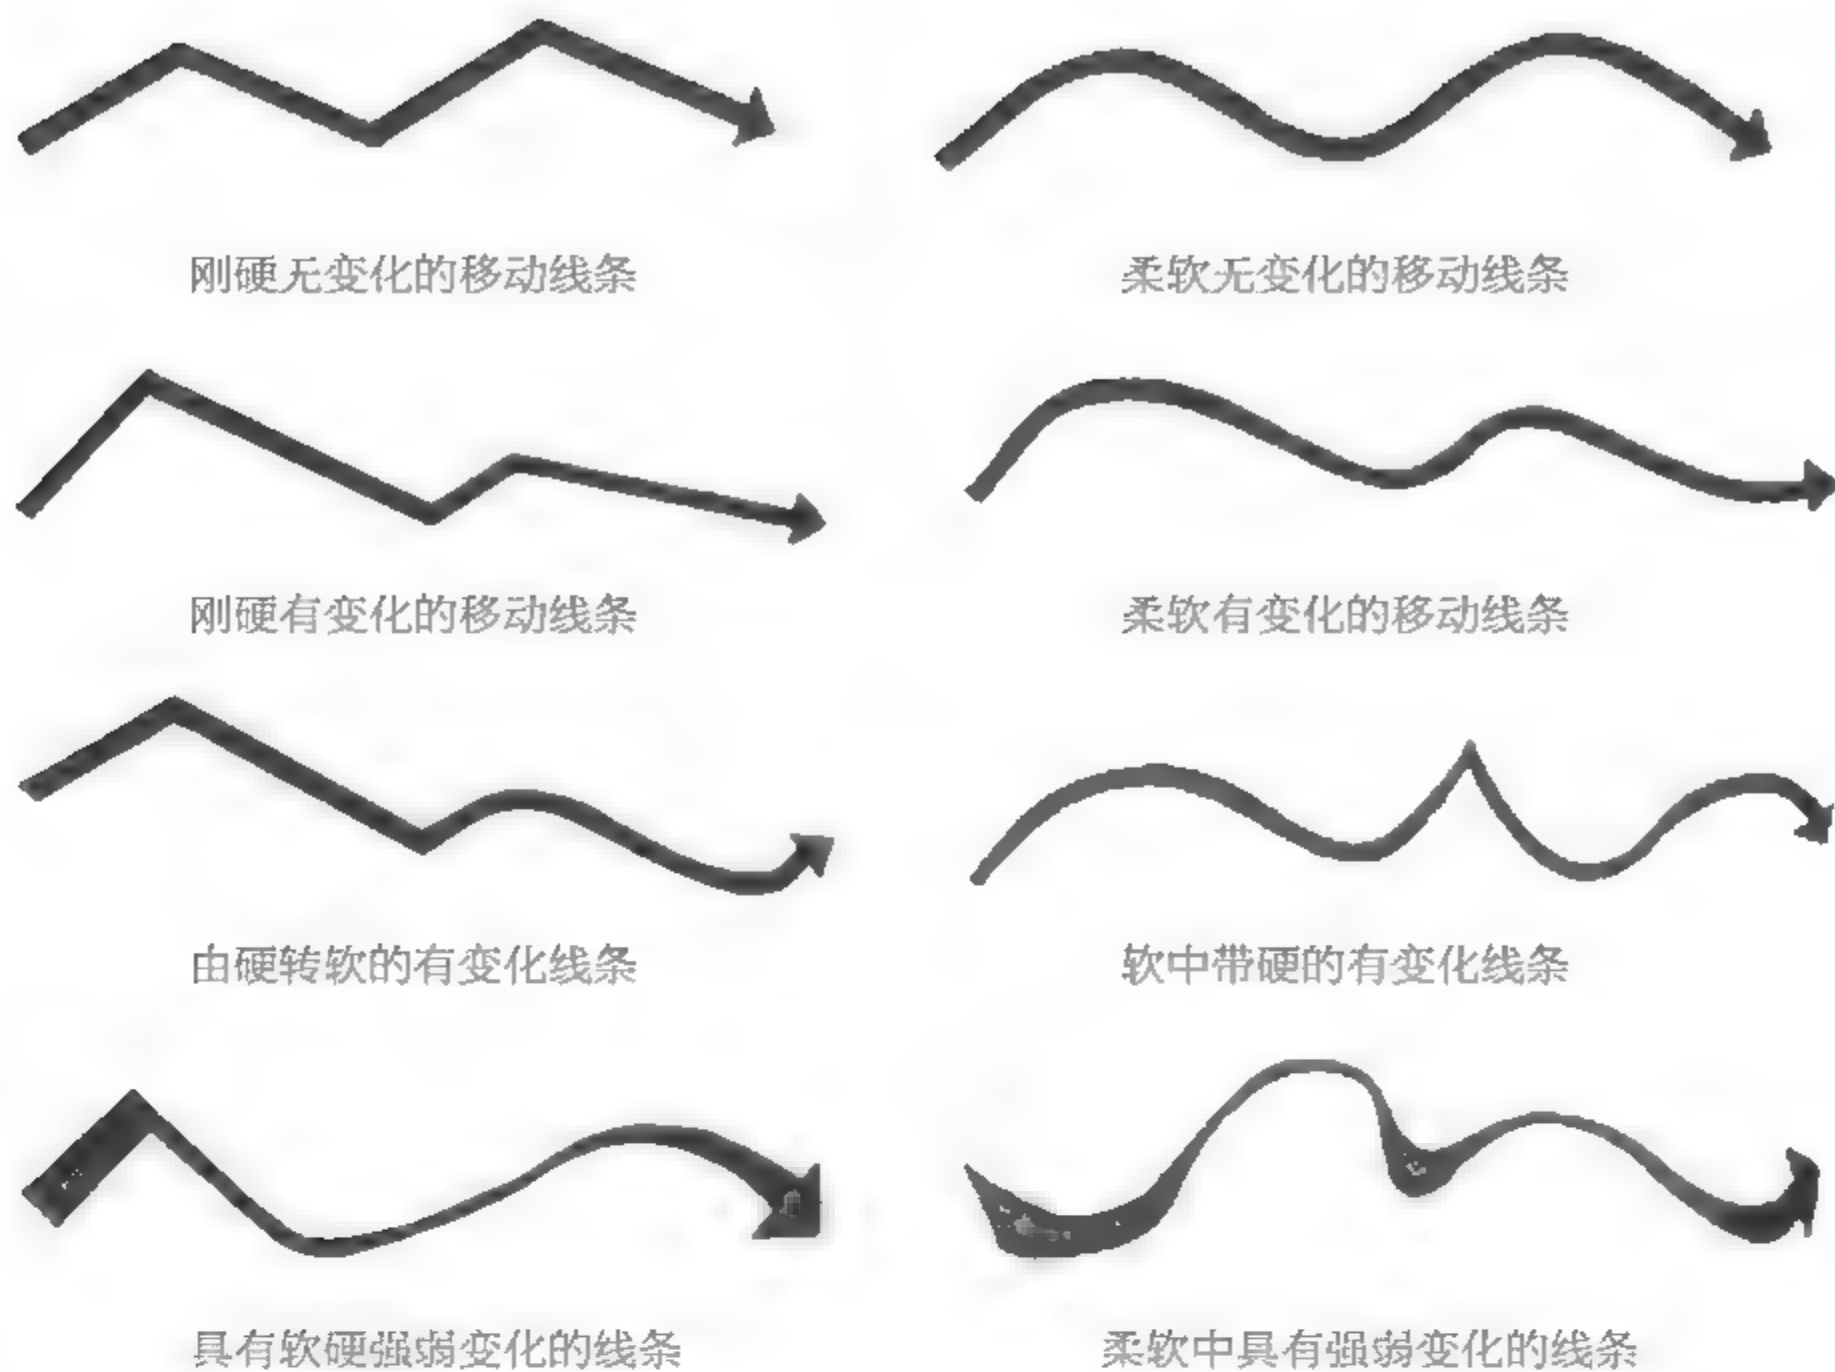 刚硬无变化的移动线条
柔软无变化的移动线条
刚硬有变化的移动线条
柔软有变化的移动线条
由硬转软的有变化线条
软中带硬的有变化线条
具有软硬强弱变化的线条
柔软中具有强弱变化的线条